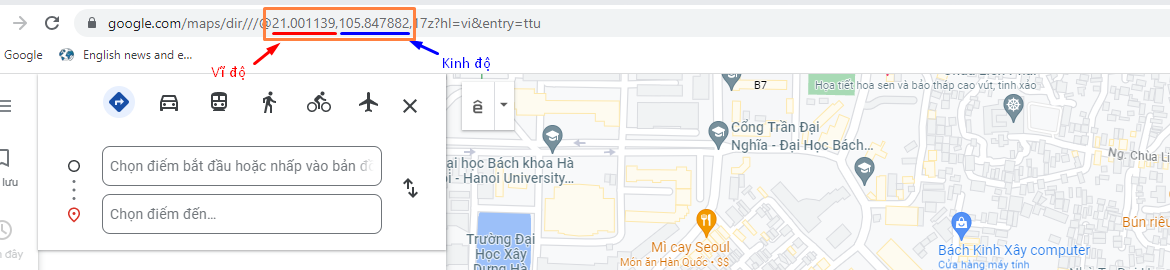 google.com/maps/dir///@21.001139,105.847882,17z?hl=vi&entry=ttu
Google
English news and e...
Vĩ độ
Kinh độ
lưu
đây
Chọn điểm bắt đầu hoặc nhấp vào bản đồ
Chọn điểm đến...
ê
B7
Họa tiết hoa sen và bảo tháp cao vút, tinh xảo
Cổng Trần Đại
Nghĩa - Đại Học Bách...
Đại học Bách khoa Hà
Nội - Hanoi University...
Ng. Chùa Li
Bún riêu
Mì cay Seoul
Món ăn Hàn Quốc • $$
Trường Đại
Học Xây
Dựng Hà
Bách Kinh Xây computer
Cửa hàng máy tính